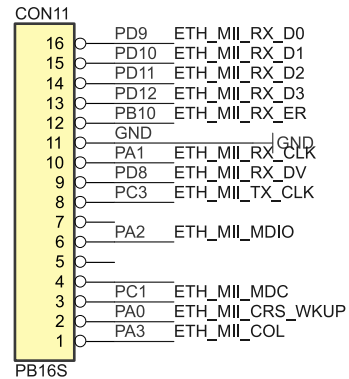 CON11
16 PD9 ETH_MII_RX_D0
15 PD10 ETH_MII_RX_D1
14 PD11 ETH_MII_RX_D2
13 PD12 ETH_MII_RX_D3
12 PB10 ETH_MII_RX_ER
11 GND GND
10 PA1 ETH_MII_RX_CLK
9 PD8 ETH_MII_RX_DV
8 PC3 ETH_MII_TX_CLK
7
6 PA2 ETH_MII_MDIO
5
4
3 PC1 ETH_MII_MDC
2 PA0 ETH_MII_CRS_WKUP
1 PA3 ETH_MII_COL
PB16S